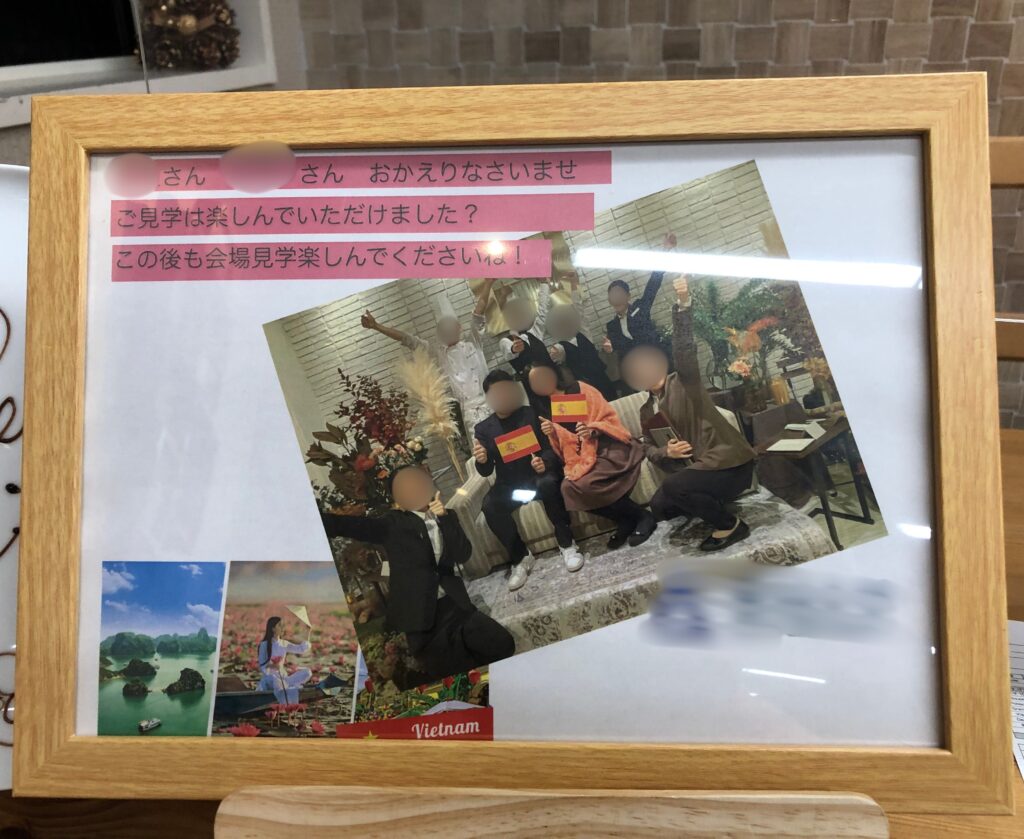 さん さん おかえりなさいませ
ご見学は楽しんでいただけました？
この後も会場見学楽しんでくださいね！
Vietnam